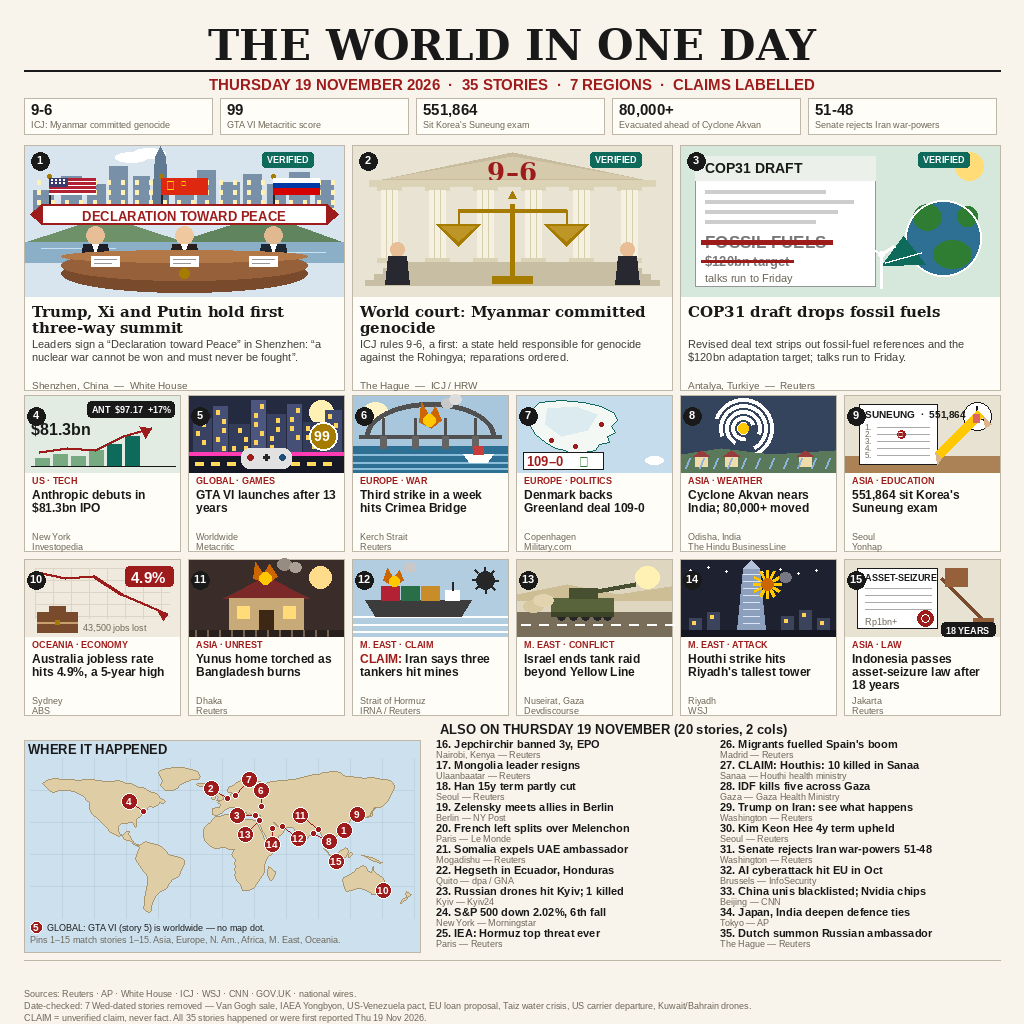 THE WORLD IN ONE DAY
THURSDAY 19 NOVEMBER 2026 · 35 STORIES · 7 REGIONS · CLAIMS LABELLED
9-6
ICJ: Myanmar committed genocide
99
GTA VI Metacritic score
551,864
Sit Korea's Suneung exam
80,000+
Evacuated ahead of Cyclone Akvan
51-48
Senate rejects Iran war-powers
1
VERIFIED
DECLARATION TOWARD PEACE
Trump, Xi and Putin hold first
three-way summit
Leaders sign a “Declaration toward Peace” in Shenzhen: “a
nuclear war cannot be won and must never be fought”.
Shenzhen, China — White House
2
VERIFIED
9–6
World court: Myanmar committed
genocide
ICJ rules 9-6, a first: a state held responsible for genocide
against the Rohingya; reparations ordered.
The Hague — ICJ / HRW
3
VERIFIED
COP31 DRAFT
FOSSIL FUELS
$120bn target
talks run to Friday
COP31 draft drops fossil fuels
Revised deal text strips out fossil-fuel references and the
$120bn adaptation target; talks run to Friday.
Antalya, Turkiye — Reuters
4
ANT $97.17 +17%
$81.3bn
US · TECH
Anthropic debuts in
$81.3bn IPO
New York
Investopedia
5
99
GLOBAL · GAMES
GTA VI launches after 13
years
Worldwide
Metacritic
6
EUROPE · WAR
Third strike in a week
hits Crimea Bridge
Kerch Strait
Reuters
7
109–0
EUROPE · POLITICS
Denmark backs
Greenland deal 109-0
Copenhagen
Military.com
8
ASIA · WEATHER
Cyclone Akvan nears
India; 80,000+ moved
Odisha, India
The Hindu BusinessLine
9
SUNEUNG · 551,864
1.
2.
3.
4.
5.
ASIA · EDUCATION
551,864 sit Korea's
Suneung exam
Seoul
Yonhap
10
4.9%
43,500 jobs lost
OCEANIA · ECONOMY
Australia jobless rate
hits 4.9%, a 5-year high
Sydney
ABS
11
ASIA · UNREST
Yunus home torched as
Bangladesh burns
Dhaka
Reuters
12
M. EAST · CLAIM
CLAIM: Iran says three
tankers hit mines
Strait of Hormuz
IRNA / Reuters
13
M. EAST · CONFLICT
Israel ends tank raid
beyond Yellow Line
Nuseirat, Gaza
Devdiscourse
14
M. EAST · ATTACK
Houthi strike hits
Riyadh's tallest tower
Riyadh
WSJ
15
ASSET-SEIZURE
Rp1bn+
18 YEARS
ASIA · LAW
Indonesia passes
asset-seizure law after
18 years
Jakarta
Reuters
WHERE IT HAPPENED
7
2
6
4
3
11
9
1
13
14
12
8
15
10
5 GLOBAL: GTA VI (story 5) is worldwide — no map dot.
Pins 1–15 match stories 1–15. Asia, Europe, N. Am., Africa, M. East, Oceania.
ALSO ON THURSDAY 19 NOVEMBER (20 stories, 2 cols)
16. Jepchirchir banned 3y, EPO
Nairobi, Kenya — Reuters
17. Mongolia leader resigns
Ulaanbaatar — Reuters
18. Han 15y term partly cut
Seoul — Reuters
19. Zelensky meets allies in Berlin
Berlin — NY Post
20. French left splits over Melenchon
Paris — Le Monde
21. Somalia expels UAE ambassador
Mogadishu — Reuters
22. Hegseth in Ecuador, Honduras
Quito — dpa / GNA
23. Russian drones hit Kyiv; 1 killed
Kyiv — Kyiv24
24. S&P 500 down 2.02%, 6th fall
New York — Morningstar
25. IEA: Hormuz top threat ever
Paris — Reuters
26. Migrants fuelled Spain's boom
Madrid — Reuters
27. CLAIM: Houthis: 10 killed in Sanaa
Sanaa — Houthi health ministry
28. IDF kills five across Gaza
Gaza — Gaza Health Ministry
29. Trump on Iran: see what happens
Washington — Reuters
30. Kim Keon Hee 4y term upheld
Seoul — Reuters
31. Senate rejects Iran war-powers 51-48
Washington — Reuters
32. AI cyberattack hit EU in Oct
Brussels — InfoSecurity
33. China unis blacklisted; Nvidia chips
Beijing — CNN
34. Japan, India deepen defence ties
Tokyo — AP
35. Dutch summon Russian ambassador
The Hague — Reuters
Sources: Reuters · AP · White House · ICJ · WSJ · CNN · GOV.UK · national wires.
Date-checked: 7 Wed-dated stories removed — Van Gogh sale, IAEA Yongbyon, US-Venezuela pact, EU loan proposal, Taiz water crisis, US carrier departure, Kuwait/Bahrain drones.
CLAIM = unverified claim, never fact. All 35 stories happened or were first reported Thu 19 Nov 2026.